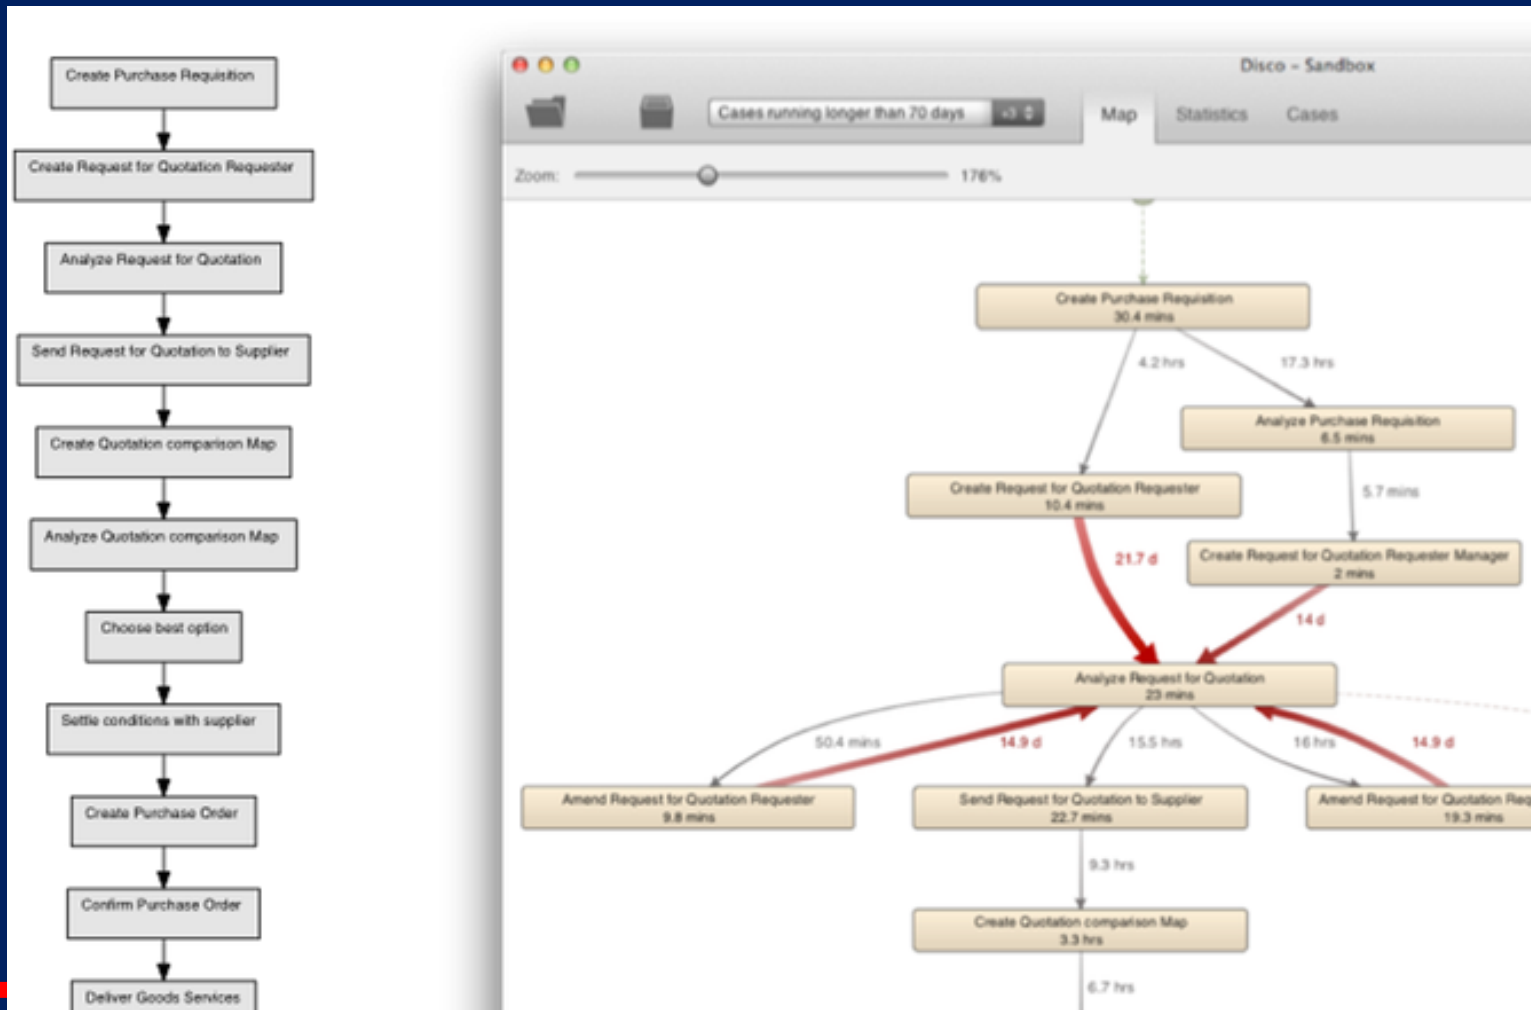 Create Purchase Requisition
Create Request for Quotation Requester
Analyze Request for Quotation
Send Request for Quotation to Supplier
Create Quotation comparison Map
Analyze Quotation comparison Map
Choose best option
Settle conditions with supplier
Create Purchase Order
Confirm Purchase Order
Deliver Goods Services
Disco - Sandbox
Cases running longer than 70 days
Map Statistics Cases
Zoom: 176%
Create Purchase Requisition
30.4 mins
4.2 hrs 17.3 hrs
Analyze Purchase Requisition
6.5 mins
Create Request for Quotation Requester
10.4 mins
5.7 mins
21.7 d
Create Request for Quotation Requester Manager
2 mins
14 d
Analyze Request for Quotation
23 mins
50.4 mins 14.9 d 15.5 hrs 16 hrs 14.9 d
Amend Request for Quotation Requester
9.8 mins
Send Request for Quotation to Supplier
22.7 mins
Amend Request for Quotation Req
19.3 mins
9.3 hrs
Create Quotation comparison Map
3.3 hrs
6.7 hrs